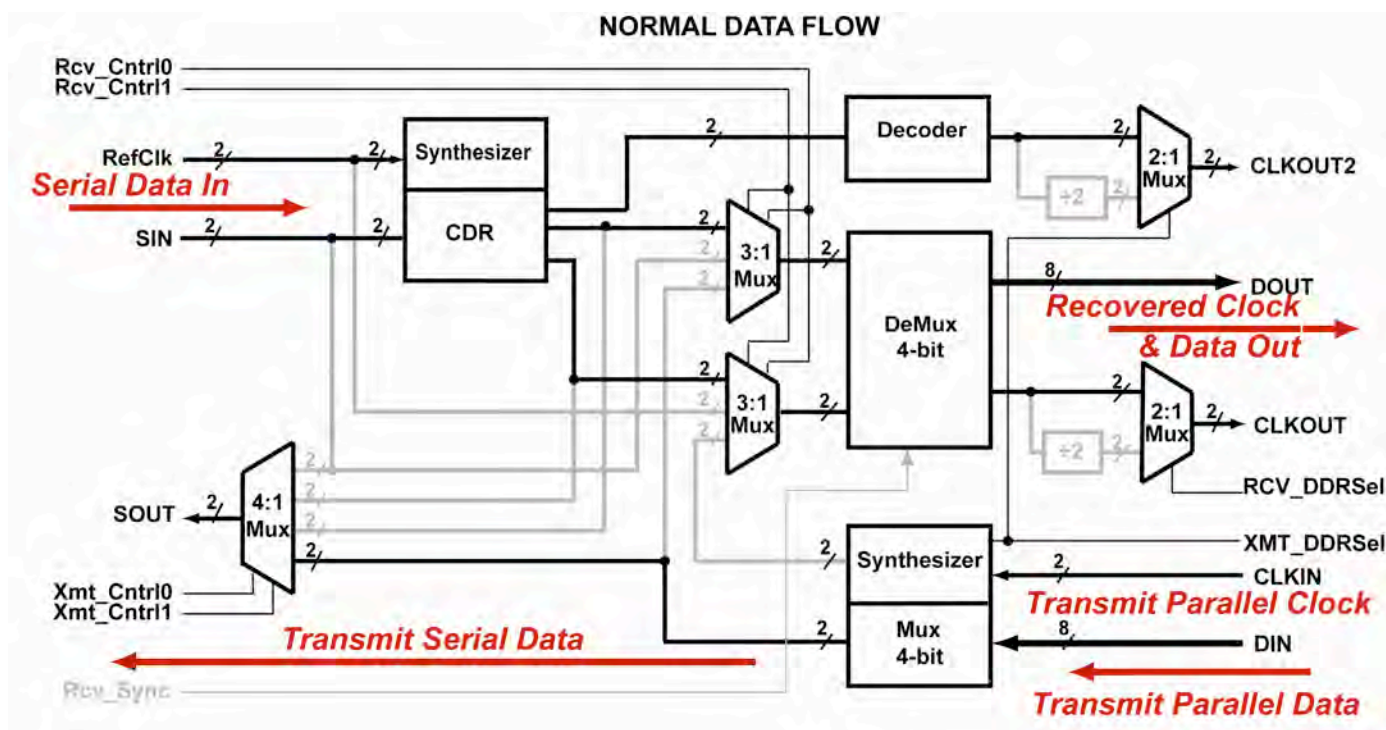 NORMAL DATA FLOW
Rcv_Cntrl0
Rcv_Cntrl1
RefClk
2
2
Serial Data In
SIN
2
2
Synthesizer
CDR
2
Decoder
2
2:1
Mux
2
CLKOUT2
÷2
2
2
2
2
3:1
Mux
2
DeMux
4-bit
8
DOUT
Recovered Clock
& Data Out
2
2
2
3:1
Mux
2
2
2:1
Mux
2
CLKOUT
÷2
2
RCV_DDRSel
SOUT
2
4:1
Mux
2
2
2
2
Xmt_Cntrl0
Xmt_Cntrl1
2
Synthesizer
XMT_DDRSel
2
CLKIN
Transmit Parallel Clock
Transmit Serial Data
2
Mux
4-bit
8
DIN
Rcv_Sync
Transmit Parallel Data